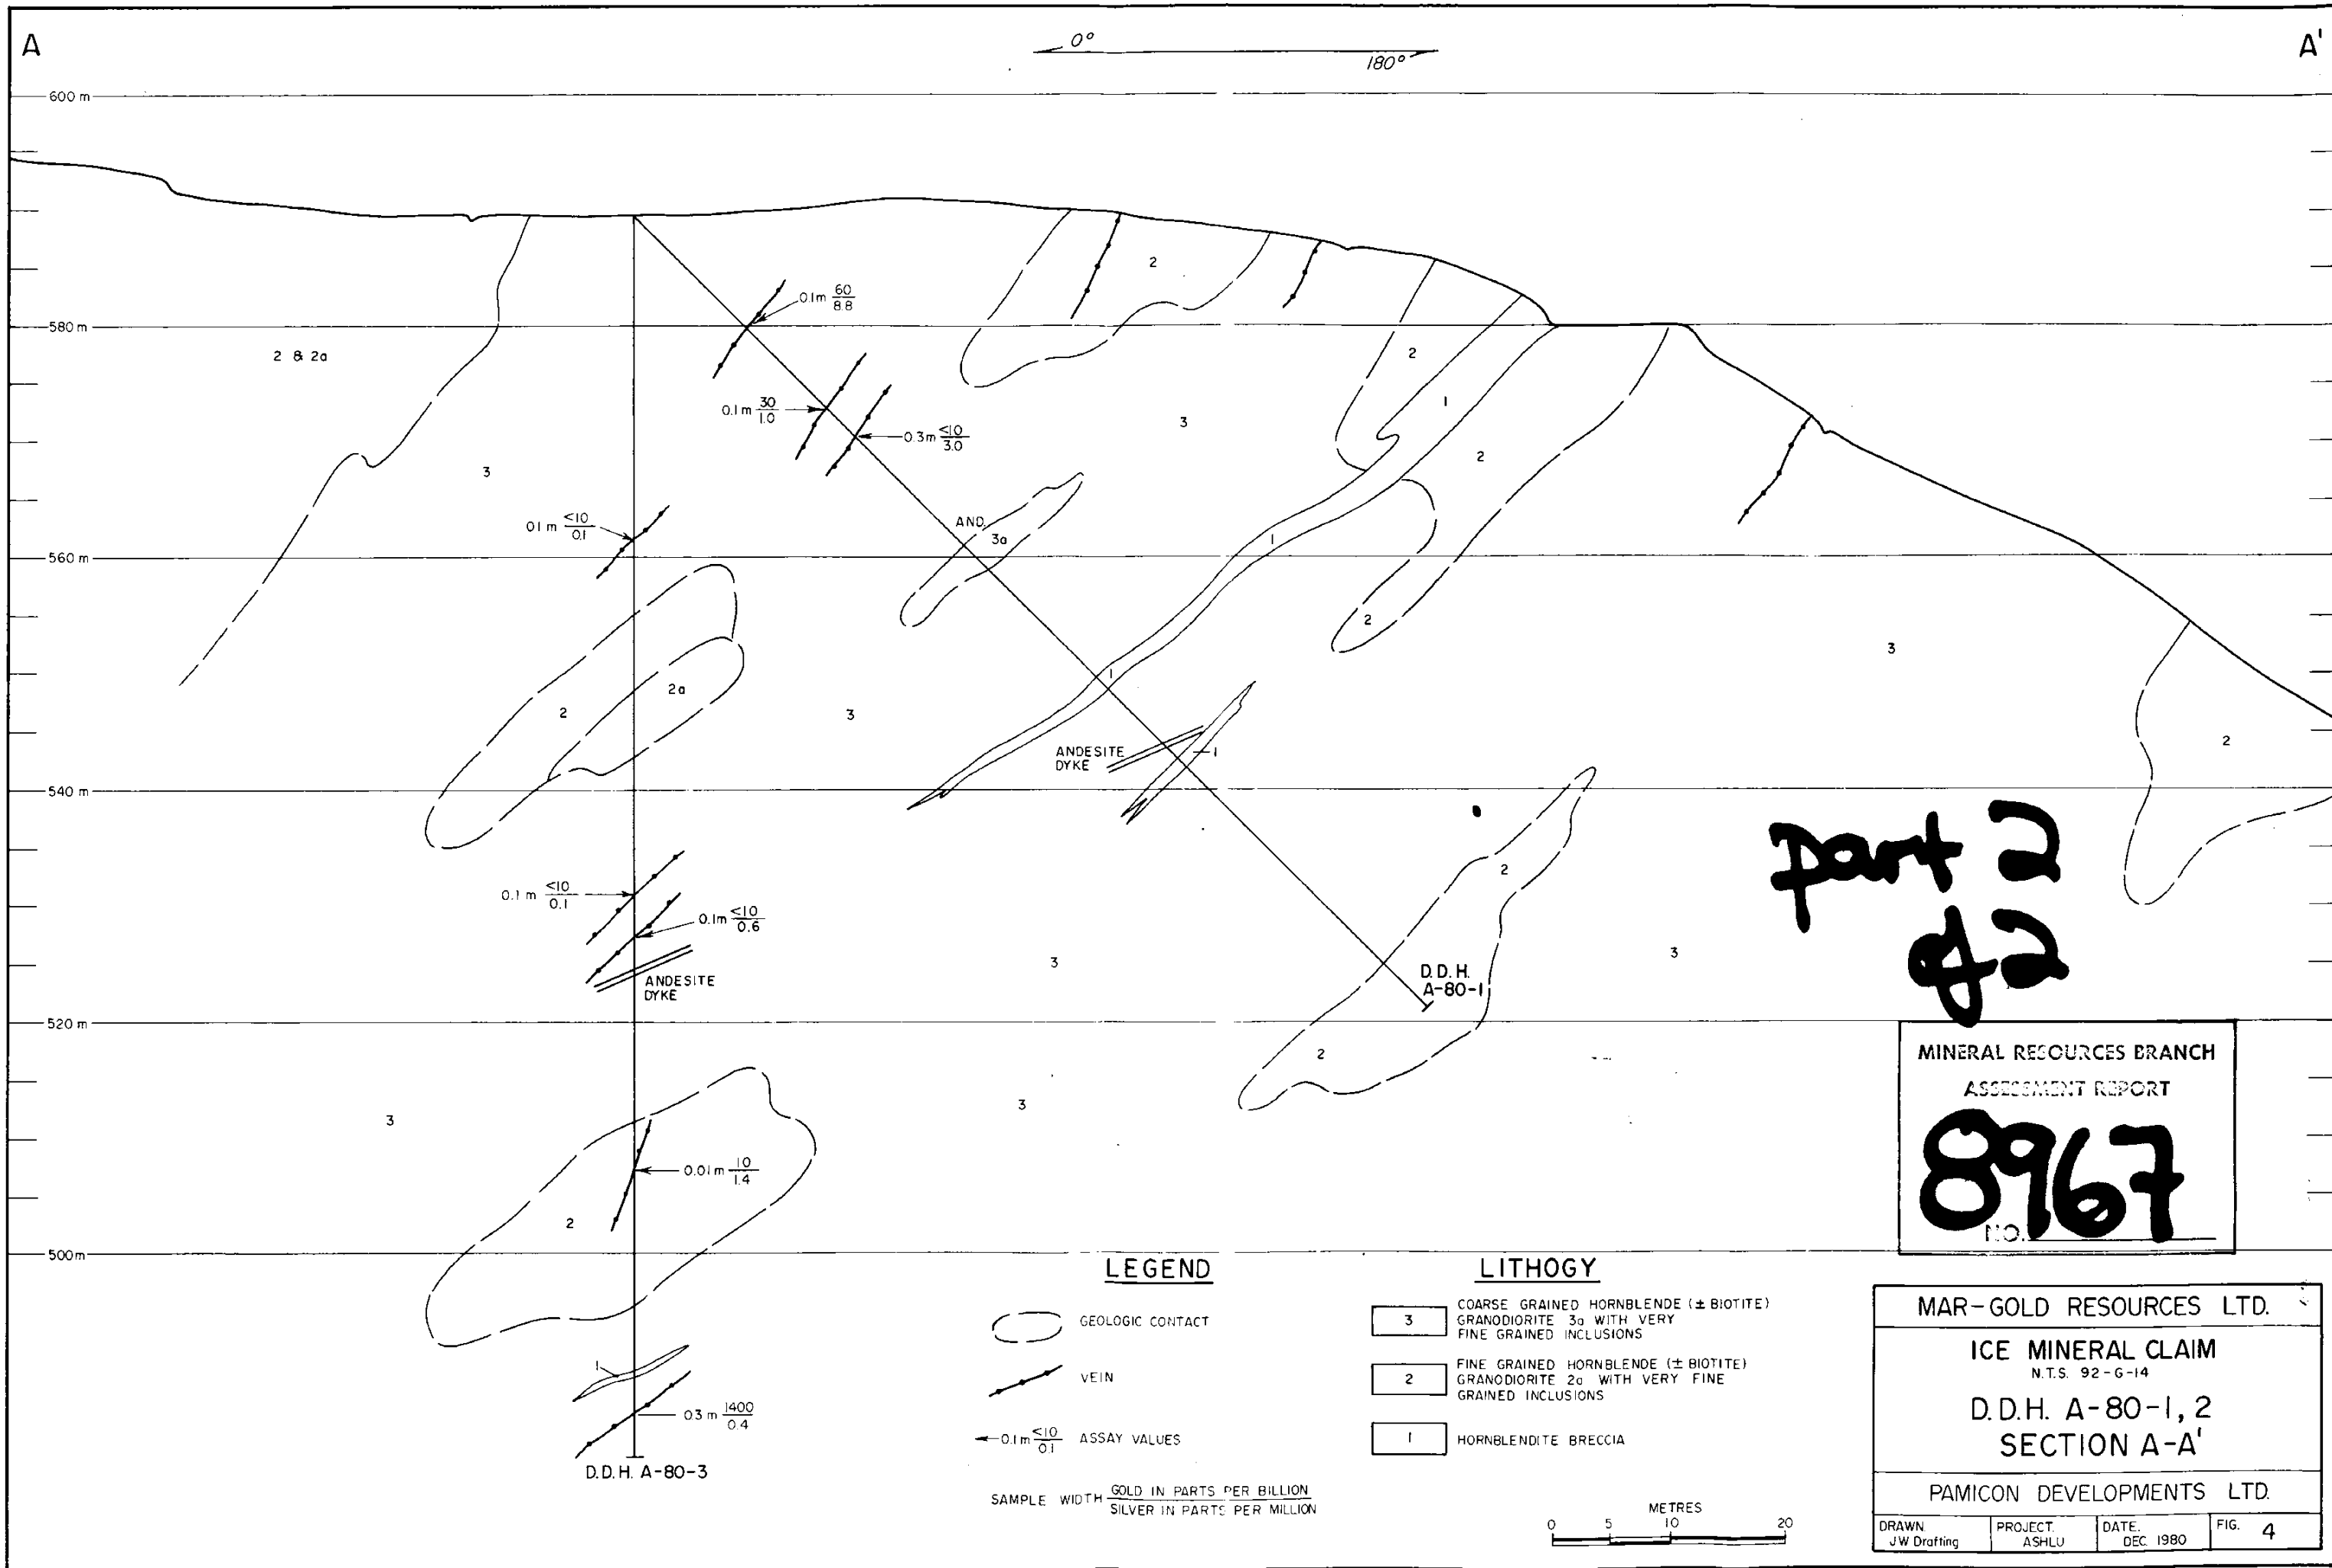 A
0°
180°
A'
600 m
2
0.1m 60/8.8
580 m
2 & 2a
2
0.1m 30/1.0
1
3
0.3m <10/3.0
2
3
AND.
0.1 m <10/0.1
3a
1
560 m
2
3
2a
2
3
1
2
ANDESITE
DYKE
1
540 m
part 2
of 2
2
0.1 m <10/0.1
0.1m <10/0.6
3
3
ANDESITE
DYKE
D.D.H.
A-80-1
520 m
2
3
3
0.01m 10/1.4
2
500m
1
0.3 m 1400/0.4
D.D.H. A-80-3
MINERAL RESOURCES BRANCH
ASSESSMENT REPORT
8967
NO.
LEGEND
GEOLOGIC CONTACT
VEIN
0.1m <10/0.1 ASSAY VALUES
SAMPLE WIDTH GOLD IN PARTS PER BILLION/SILVER IN PARTS PER MILLION
LITHOGY
3
COARSE GRAINED HORNBLENDE (± BIOTITE)
GRANODIORITE 3a WITH VERY
FINE GRAINED INCLUSIONS
2
FINE GRAINED HORNBLENDE (± BIOTITE)
GRANODIORITE 2a WITH VERY FINE
GRAINED INCLUSIONS
1
HORNBLENDITE BRECCIA
METRES
0 5 10 20
MAR-GOLD RESOURCES LTD.
ICE MINERAL CLAIM
N.T.S. 92-G-14
D.D.H. A-80-1, 2
SECTION A-A'
PAMICON DEVELOPMENTS LTD.
DRAWN. JW Drafting
PROJECT. ASHLU
DATE. DEC. 1980
FIG. 4